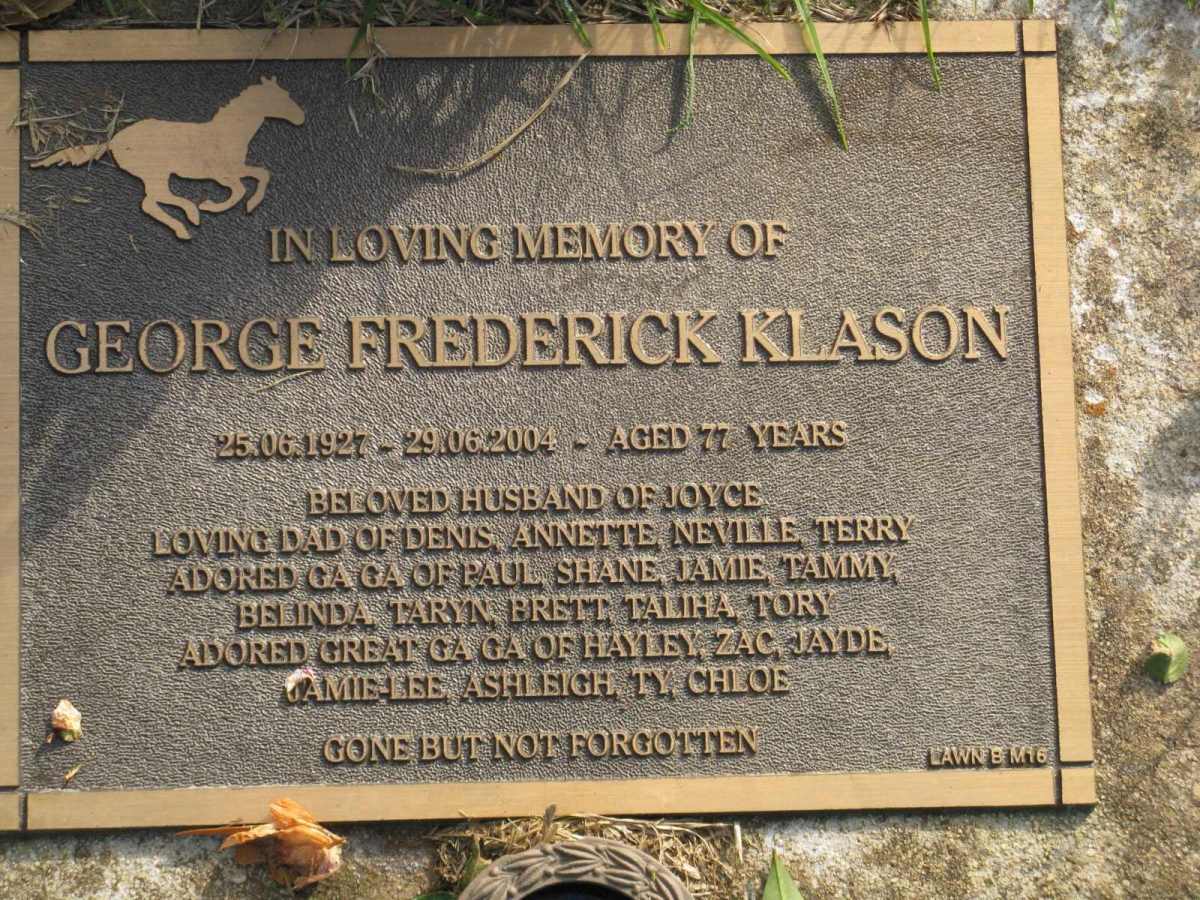 IN LOVING MEMORY OF
GEORGE FREDERICK KLASON
25.06.1927 - 29.06.2004 - AGED 77 YEARS
BELOVED HUSBAND OF JOYCE
LOVING DAD OF DENIS, ANNETTE, NEVILLE, TERRY
ADORED GA GA OF PAUL, SHANE, JAMIE, TAMMY,
BELINDA, TARYN, BRETT, TALIHA, TORY
ADORED GREAT GA GA OF HAYLEY, ZAC, JAYDE,
JAMIE-LEE, ASHLEIGH, TY, CHLOE
GONE BUT NOT FORGOTTEN
LAWN B M16